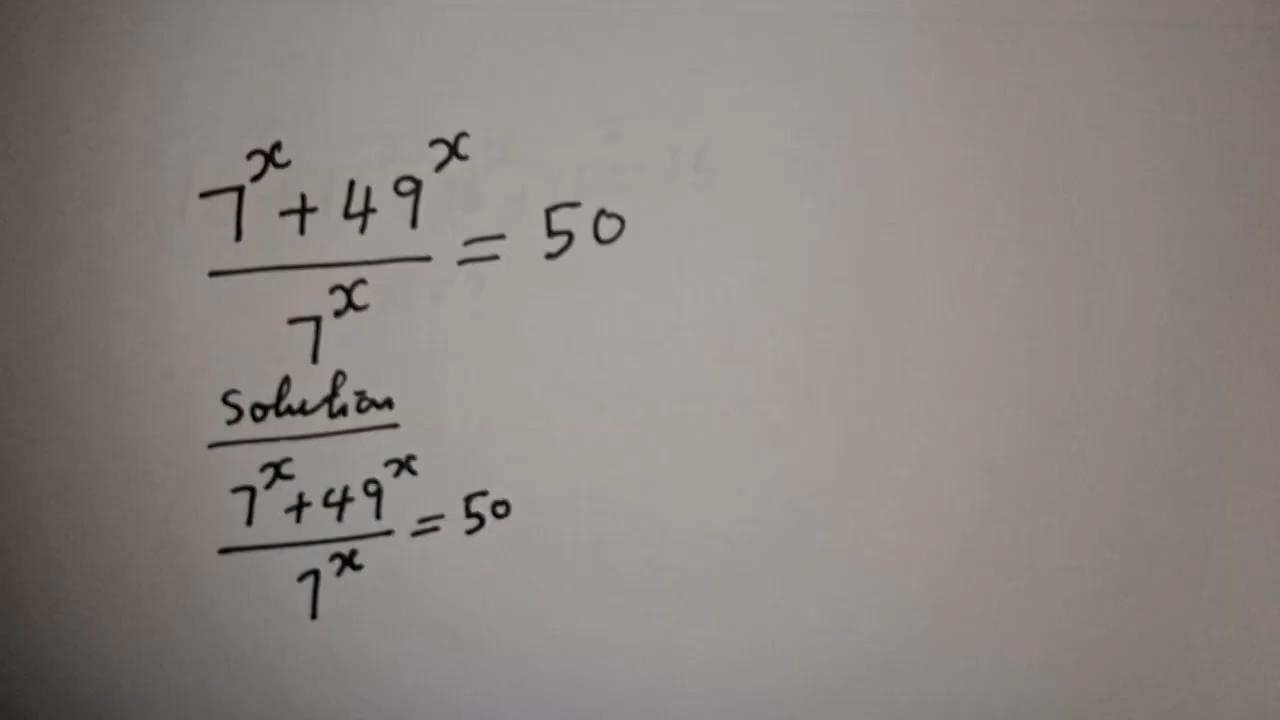 7^x + 49^x = 50
7^x
Solution
7^x + 49^x = 50
7^x